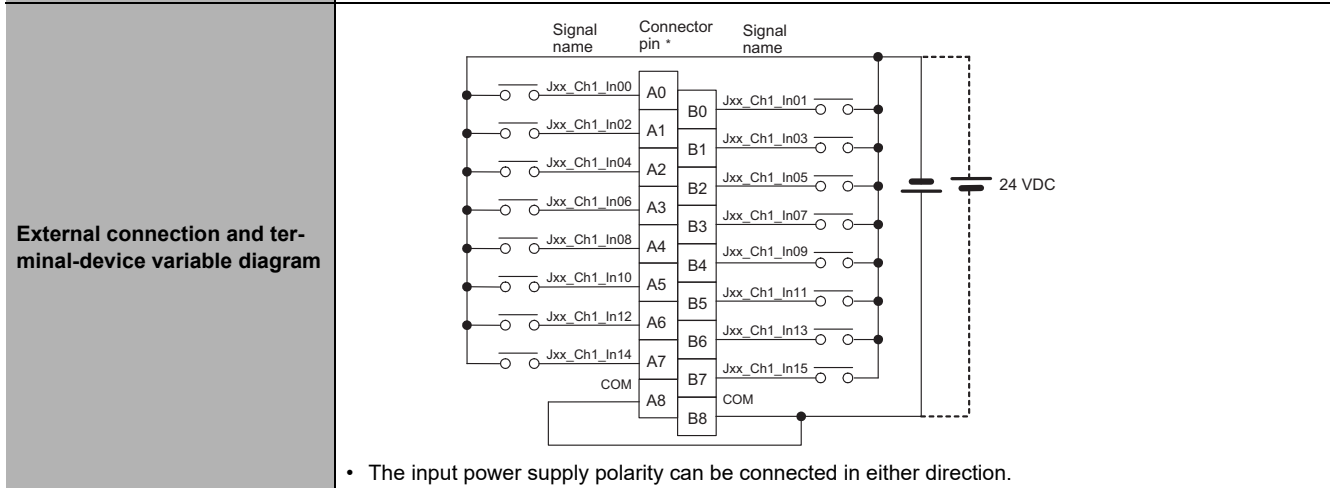 External connection and ter-
minal-device variable diagram
Signal
name
Connector
pin *
Signal
name
Jxx_Ch1_In00
A0
B0
Jxx_Ch1_In01
Jxx_Ch1_In02
A1
B1
Jxx_Ch1_In03
Jxx_Ch1_In04
A2
B2
Jxx_Ch1_In05
Jxx_Ch1_In06
A3
B3
Jxx_Ch1_In07
Jxx_Ch1_In08
A4
B4
Jxx_Ch1_In09
Jxx_Ch1_In10
A5
B5
Jxx_Ch1_In11
Jxx_Ch1_In12
A6
B6
Jxx_Ch1_In13
Jxx_Ch1_In14
A7
B7
Jxx_Ch1_In15
COM
A8
B8
COM
24 VDC
• The input power supply polarity can be connected in either direction.